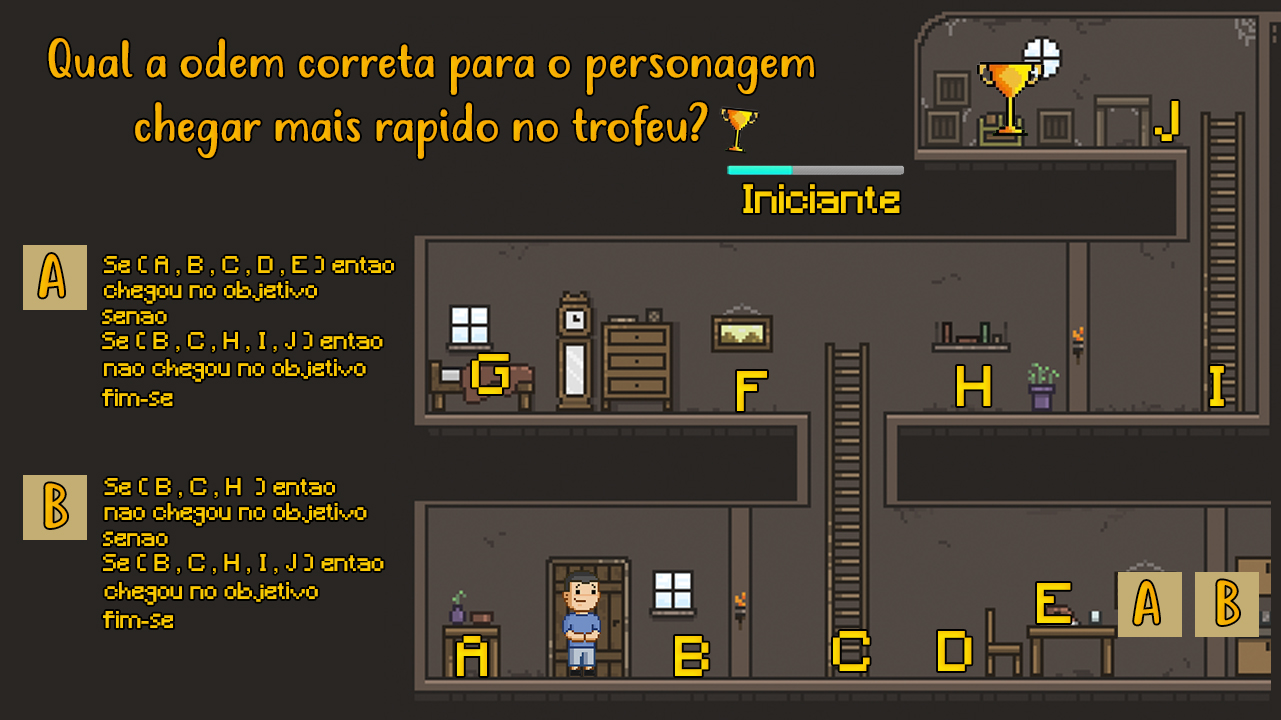 Qual a odem correta para o personagem
chegar mais rapido no trofeu?
Iniciante
J
A
Se ( A , B , C , D , E ) entao
chegou no objetivo
senao
Se ( B , C , H , I , J ) entao
nao chegou no objetivo
fim-se
G
F
H
I
B
Se ( B , C , H ) entao
nao chegou no objetivo
senao
Se ( B , C , H , I , J ) entao
chegou no objetivo
fim-se
A
B
C
D
E
A
B